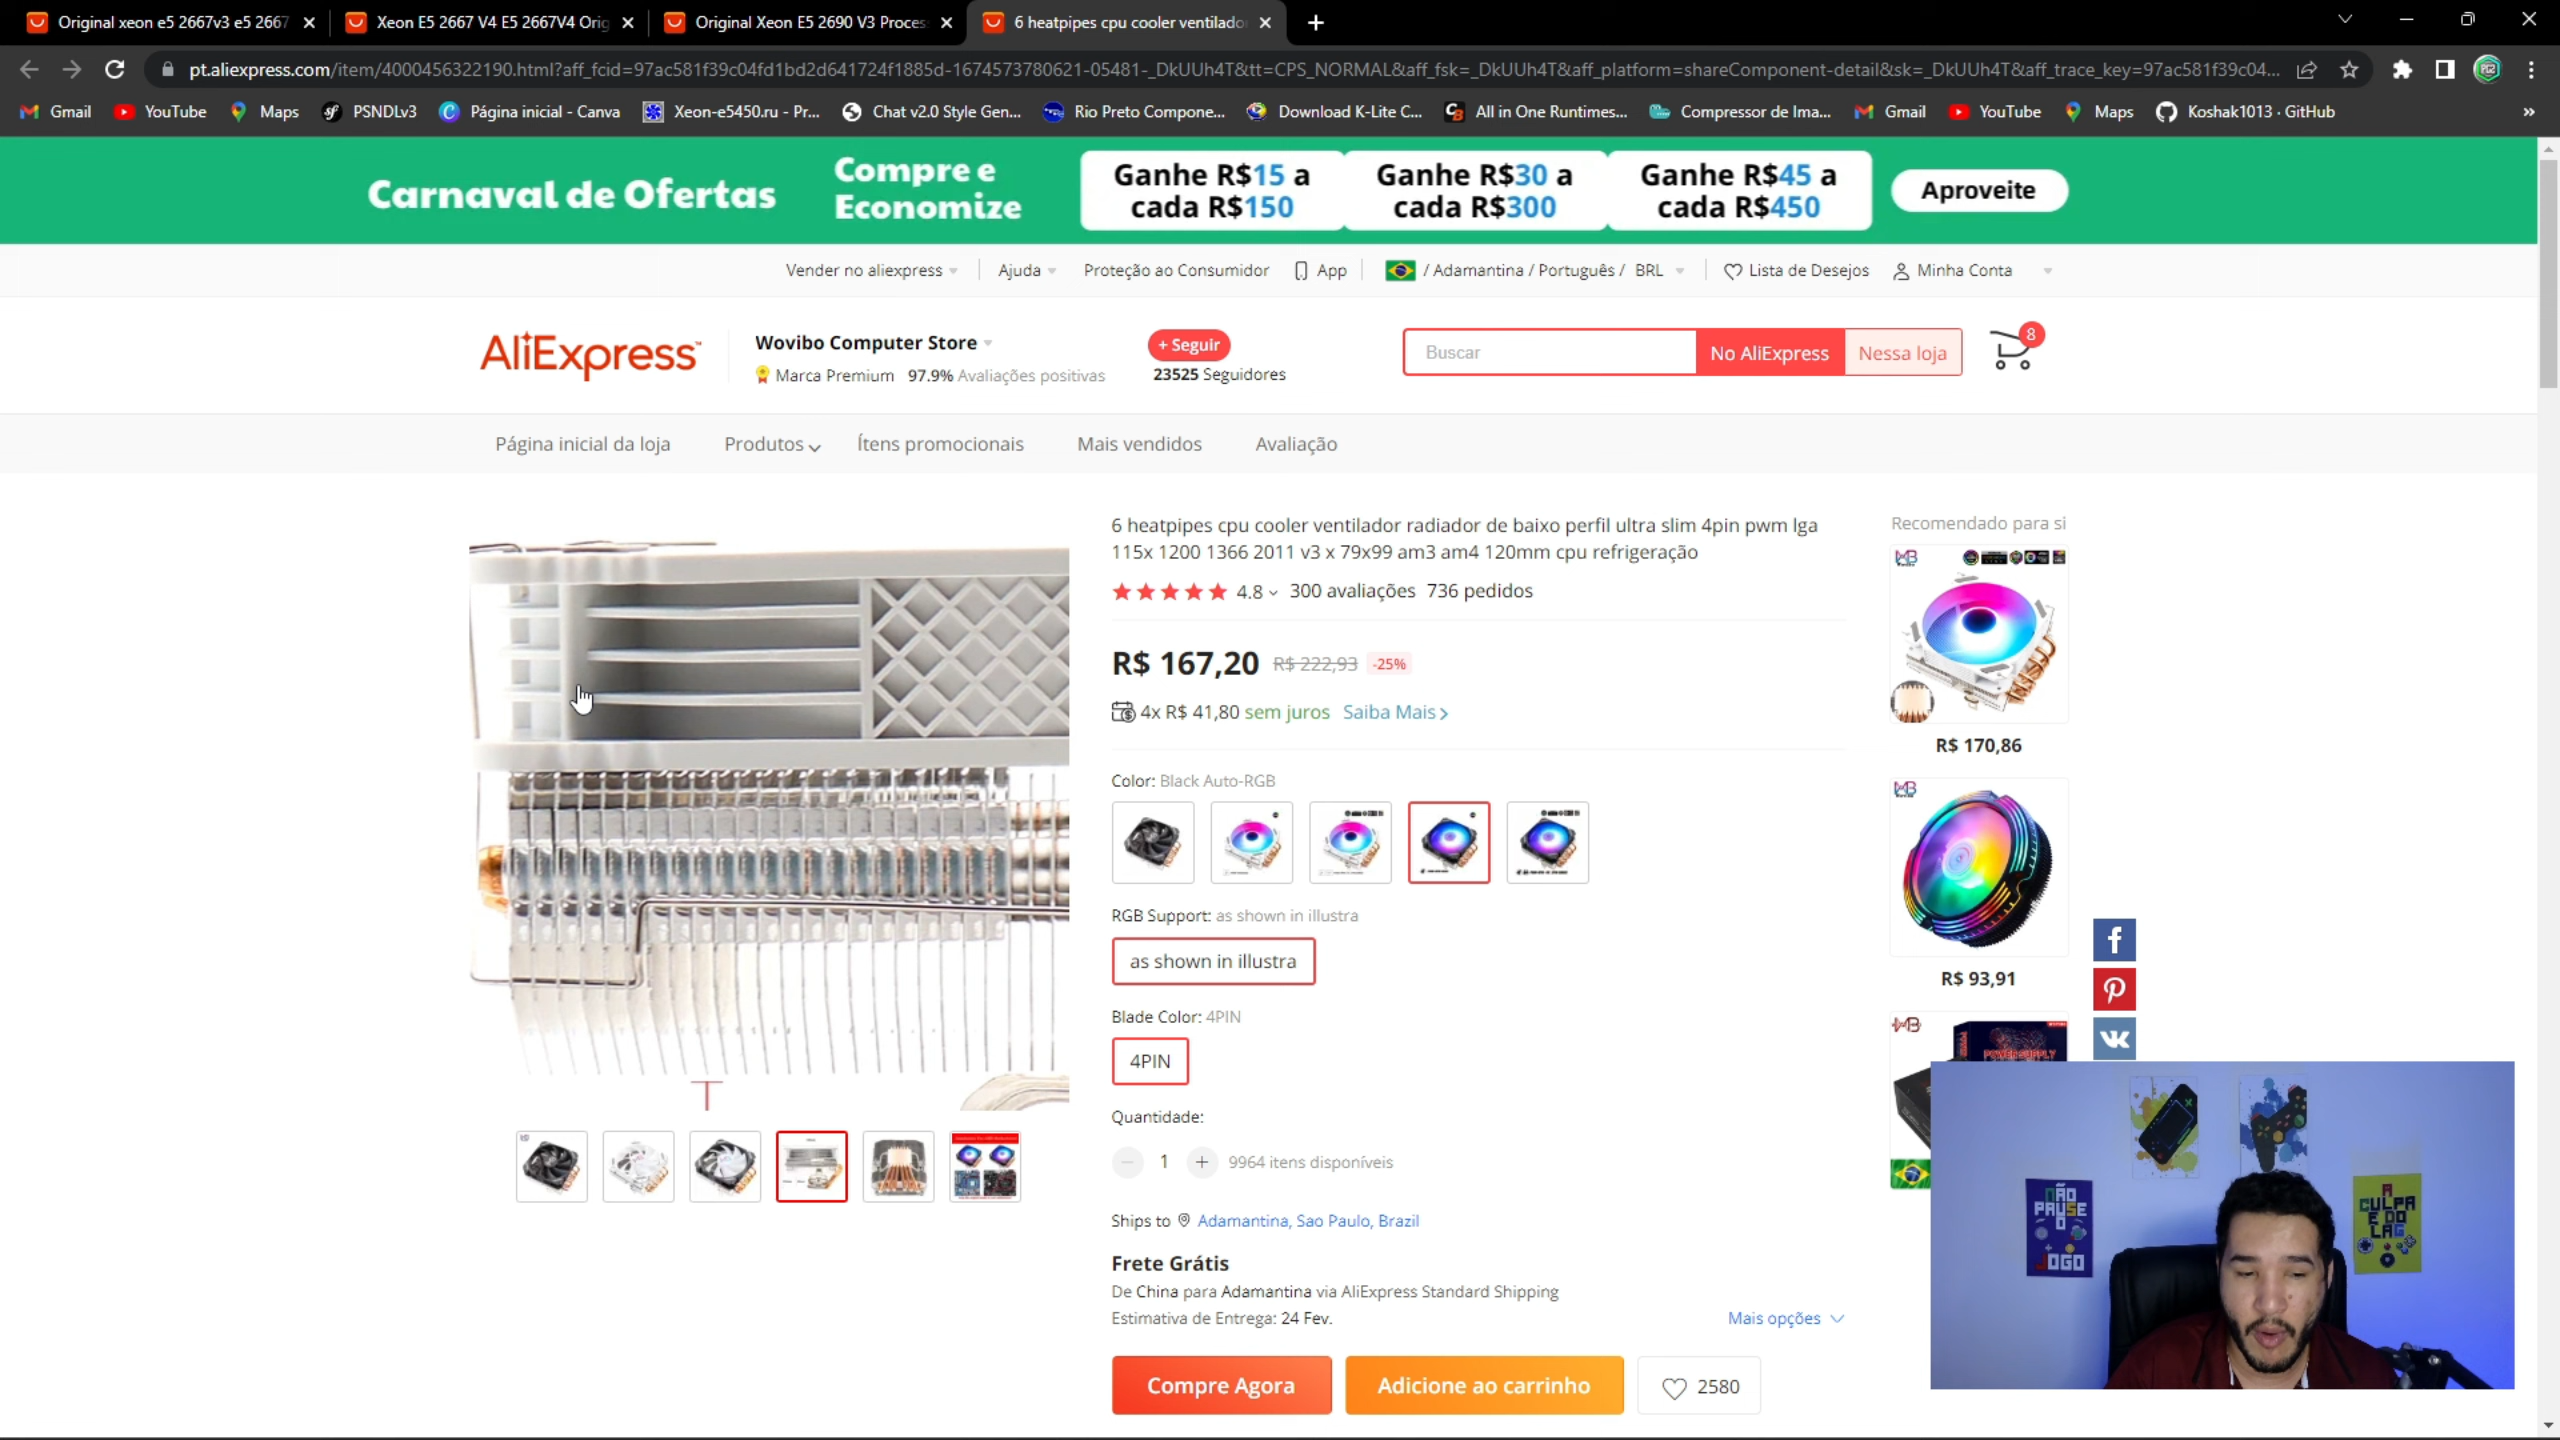 Original xeon e5 2667v3 e5 2667
Xeon E5 2667 V4 E5 2667V4 Orig
Original Xeon E5 2690 V3 Proces
6 heatpipes cpu cooler ventilado
pt.aliexpress.com/item/4000456322190.html?aff_fcid=97ac581f39c04fd1bd2d641724f1885d-1674573780621-05481-_DkUUh4T&tt=CPS_NORMAL&aff_fsk=_DkUUh4T&aff_platform=shareComponent-detail&sk=_DkUUh4T&aff_trace_key=97ac581f39c04...
Gmail YouTube Maps PSNDLv3 Página inicial - Canva Xeon-e5450.ru - Pr... Chat v2.0 Style Gen... Rio Preto Compone... Download K-Lite C... All in One Runtimes... Compressor de Ima... Gmail YouTube Maps Koshak1013 · GitHub »
Carnaval de Ofertas
Compre e
Economize
Ganhe R$15 a
cada R$150
Ganhe R$30 a
cada R$300
Ganhe R$45 a
cada R$450
Aproveite
Vender no aliexpress Ajuda Proteção ao Consumidor App / Adamantina / Português / BRL Lista de Desejos Minha Conta
AliExpress™
Wovibo Computer Store
Marca Premium 97.9% Avaliações positivas
+ Seguir
23525 Seguidores
Buscar No AliExpress Nessa loja
8
Página inicial da loja Produtos Ítens promocionais Mais vendidos Avaliação
6 heatpipes cpu cooler ventilador radiador de baixo perfil ultra slim 4pin pwm lga
115x 1200 1366 2011 v3 x 79x99 am3 am4 120mm cpu refrigeração
4.8 300 avaliações 736 pedidos
R$ 167,20 R$ 222,93 -25%
4x R$ 41,80 sem juros Saiba Mais
Color: Black Auto-RGB
RGB Support: as shown in illustra
as shown in illustra
Blade Color: 4PIN
4PIN
Quantidade:
− 1 + 9964 itens disponíveis
Ships to Adamantina, Sao Paulo, Brazil
Frete Grátis
De China para Adamantina via AliExpress Standard Shipping
Estimativa de Entrega: 24 Fev.
Mais opções
Compre Agora Adicione ao carrinho 2580
Recomendado para si
R$ 170,86
R$ 93,91
POWER SUPPLY
NÃO
PAUSE
O
JOGO
A
CULPA
É DO
LAG